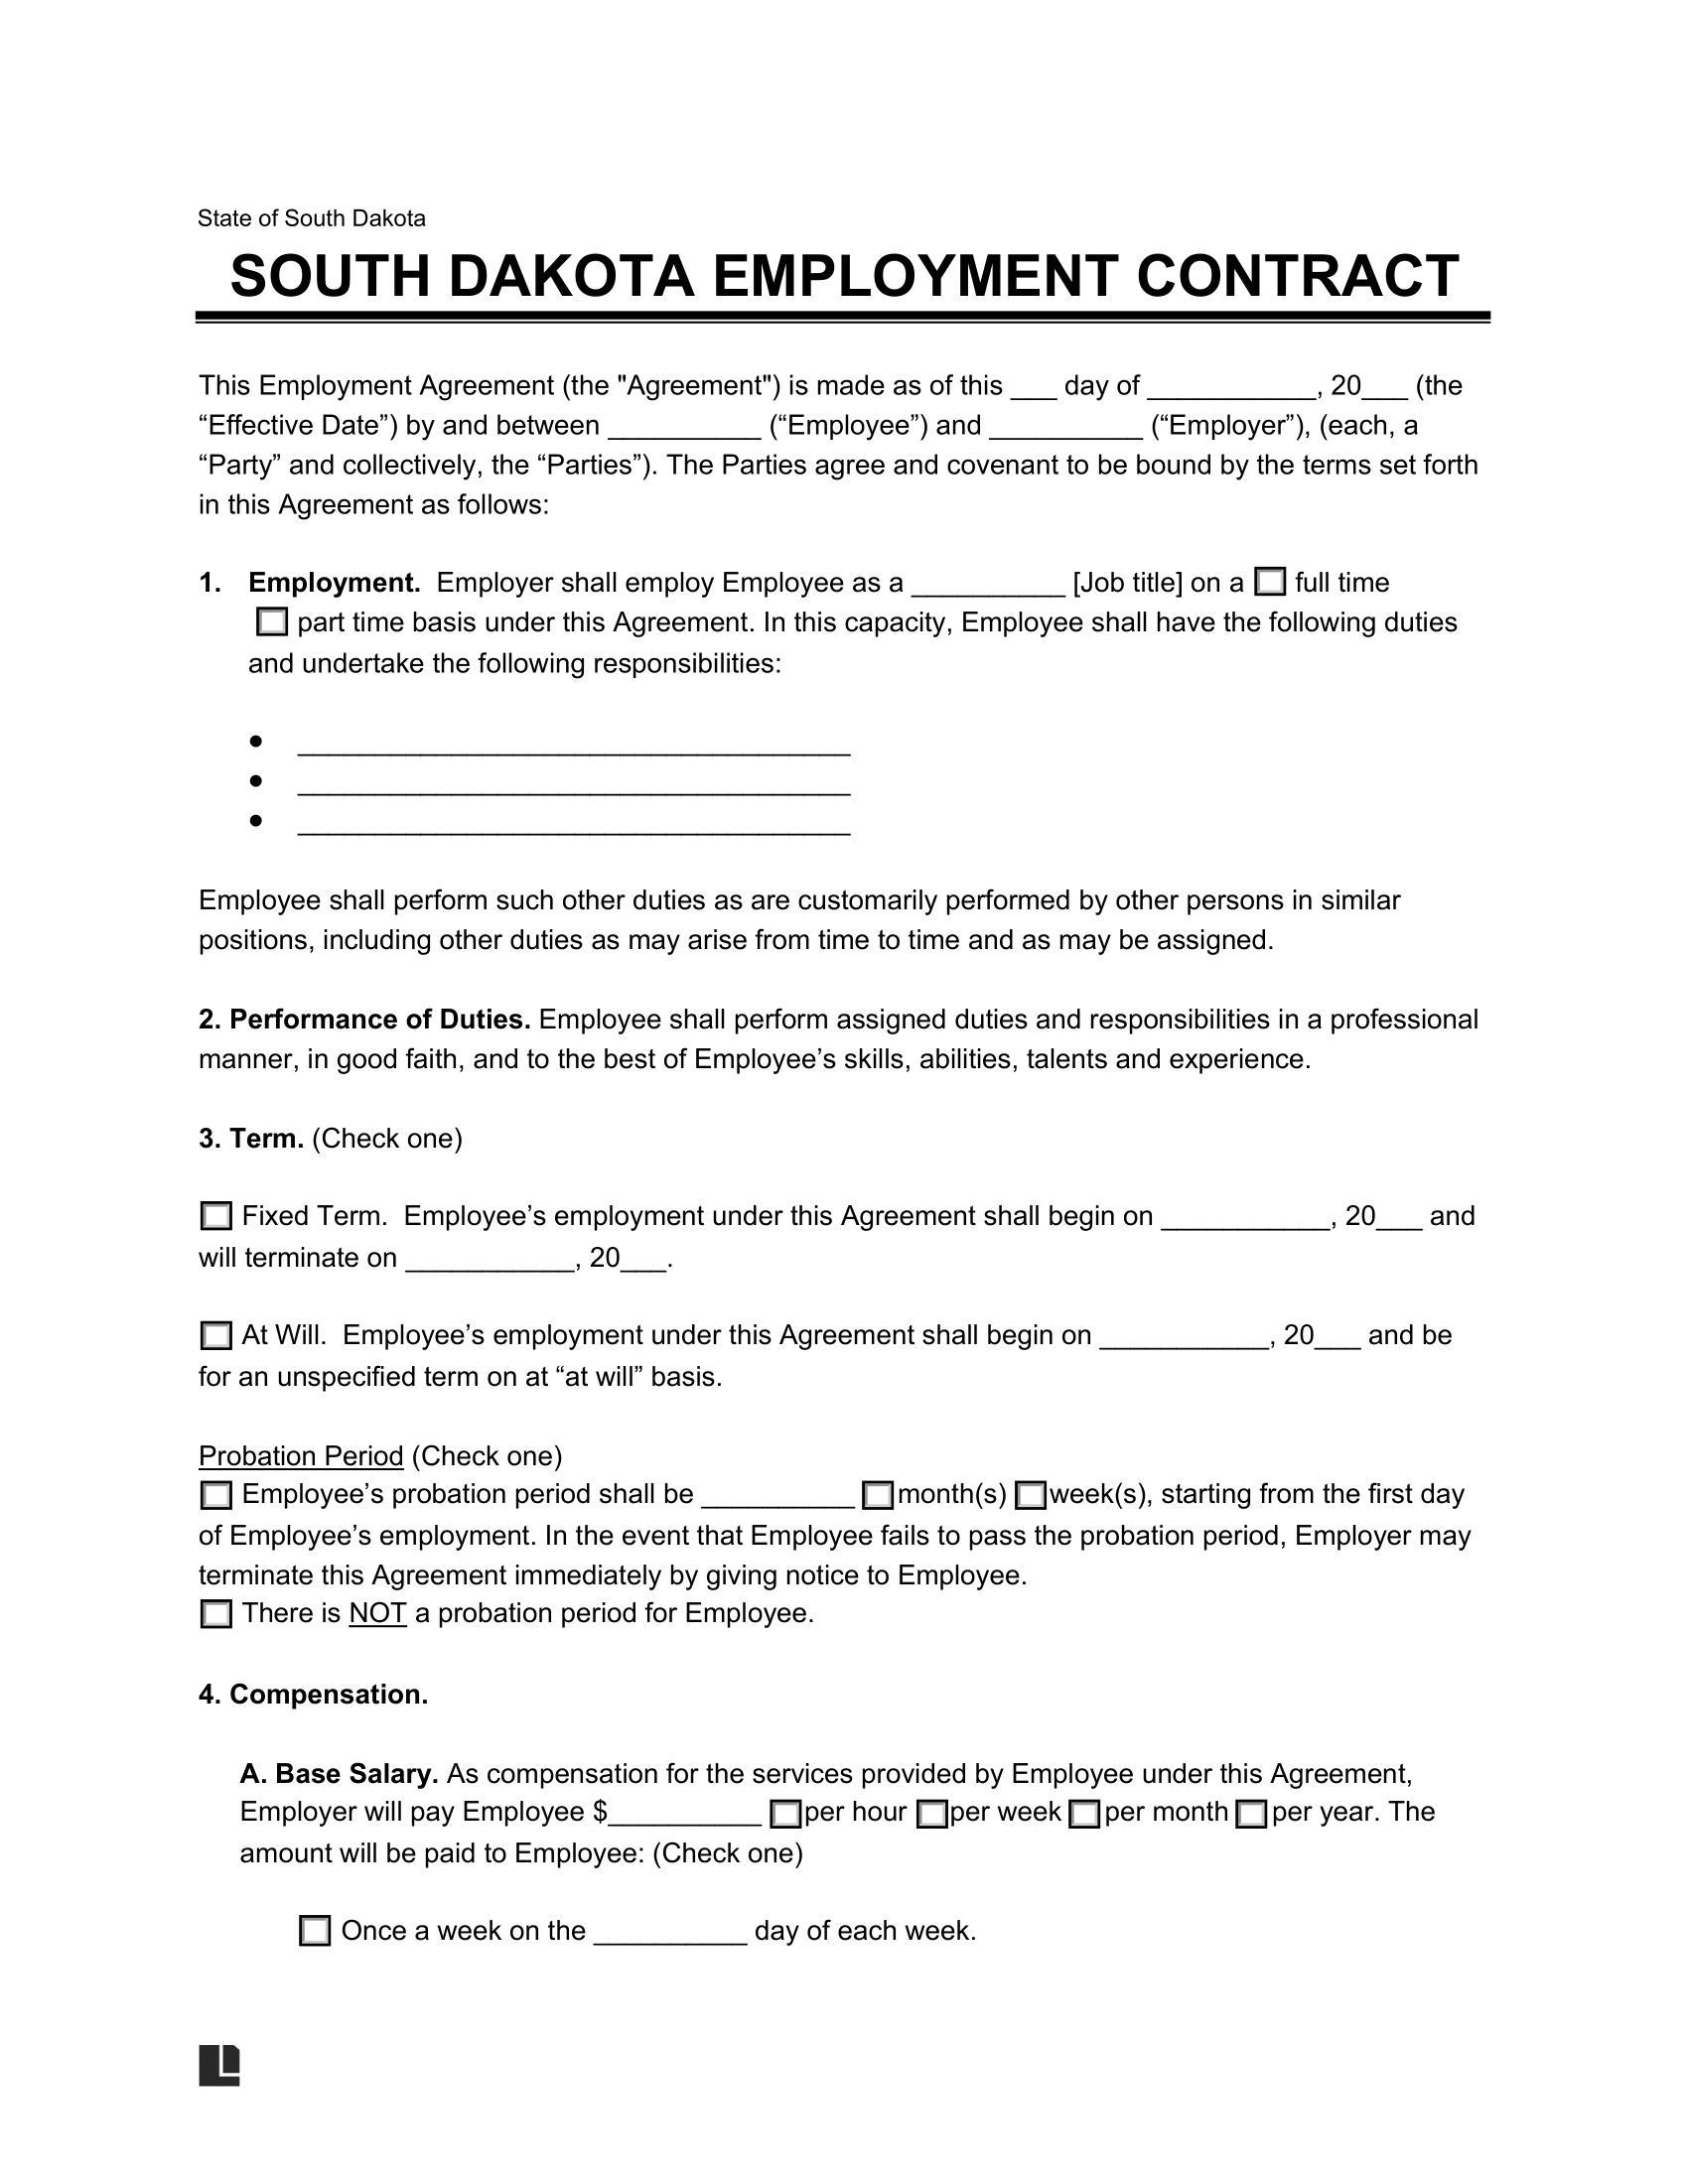 State of South Dakota
SOUTH DAKOTA EMPLOYMENT CONTRACT
This Employment Agreement (the "Agreement") is made as of this ___ day of ___________, 20___ (the
“Effective Date”) by and between __________ (“Employee”) and __________ (“Employer”), (each, a
“Party” and collectively, the “Parties”). The Parties agree and covenant to be bound by the terms set forth
in this Agreement as follows:
1. Employment. Employer shall employ Employee as a __________ [Job title] on a ☐ full time
☐ part time basis under this Agreement. In this capacity, Employee shall have the following duties
and undertake the following responsibilities:
● ____________________________________
● ____________________________________
● ____________________________________
Employee shall perform such other duties as are customarily performed by other persons in similar
positions, including other duties as may arise from time to time and as may be assigned.
2. Performance of Duties. Employee shall perform assigned duties and responsibilities in a professional
manner, in good faith, and to the best of Employee’s skills, abilities, talents and experience.
3. Term. (Check one)
☐ Fixed Term. Employee’s employment under this Agreement shall begin on ___________, 20___ and
will terminate on ___________, 20___.
☐ At Will. Employee’s employment under this Agreement shall begin on ___________, 20___ and be
for an unspecified term on at “at will” basis.
Probation Period (Check one)
☐ Employee’s probation period shall be __________ ☐ month(s) ☐ week(s), starting from the first day
of Employee’s employment. In the event that Employee fails to pass the probation period, Employer may
terminate this Agreement immediately by giving notice to Employee.
☐ There is NOT a probation period for Employee.
4. Compensation.
A. Base Salary. As compensation for the services provided by Employee under this Agreement,
Employer will pay Employee $__________ ☐ per hour ☐ per week ☐ per month ☐ per year. The
amount will be paid to Employee: (Check one)
☐ Once a week on the __________ day of each week.